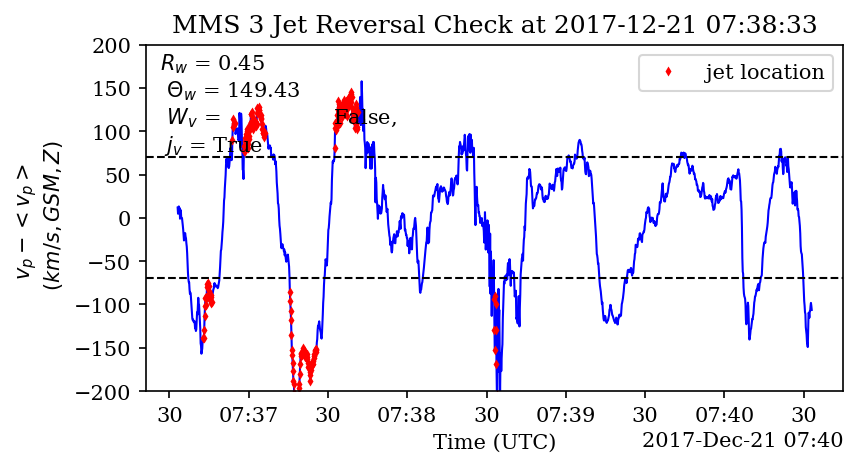 MMS 3 Jet Reversal Check at 2017-12-21 07:38:33
R_w = 0.45
Θ_w = 149.43
W_v = False,
j_v = True
jet location
v_p − < v_p >
(km/s, GSM, Z)
200
150
100
50
0
−50
−100
−150
−200
30 07:37 30 07:38 30 07:39 30 07:40 30
Time (UTC)
2017-Dec-21 07:40